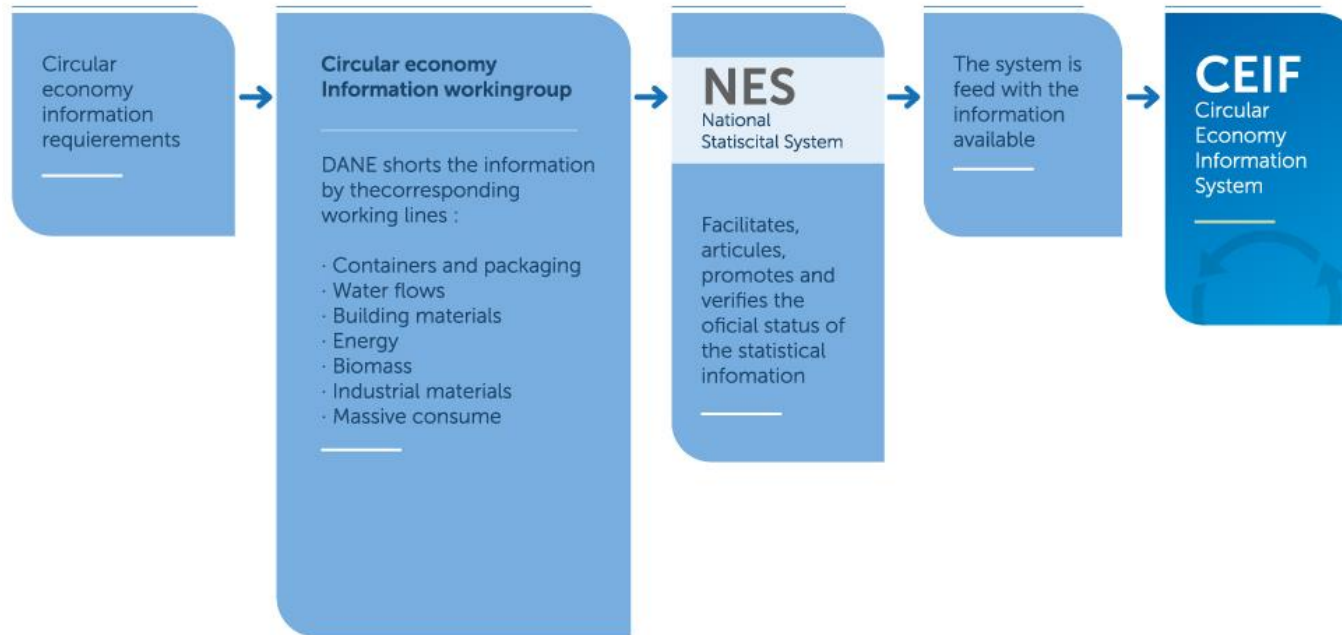 Circular
economy
information
requierements
Circular economy
Information workingroup
DANE shorts the information
by thecorresponding
working lines :
· Containers and packaging
· Water flows
· Building materials
· Energy
· Biomass
· Industrial materials
· Massive consume
NES
National
Statiscital System
Facilitates,
articules,
promotes and
verifies the
oficial status of
the statistical
infomation
The system is
feed with the
information
available
CEIF
Circular
Economy
Information
System